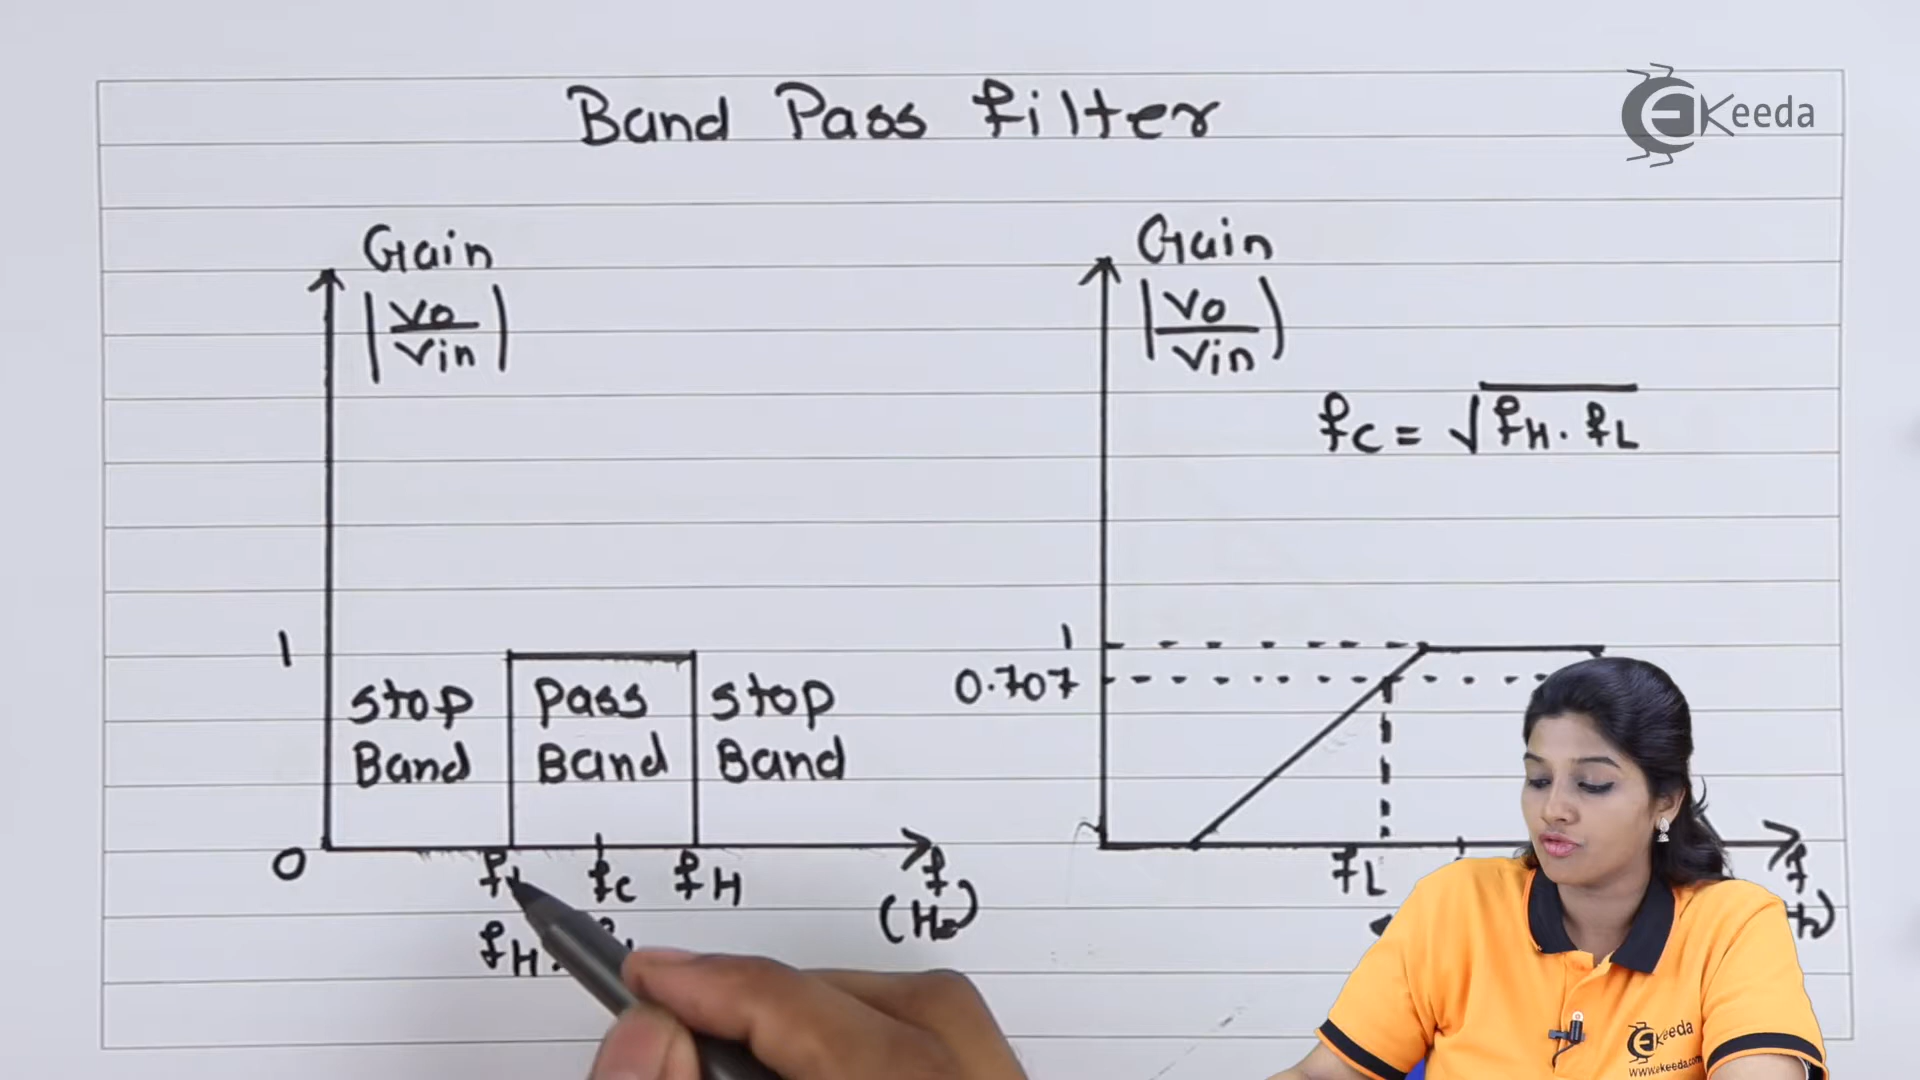 Band Pass filter
EKeeda
Gain
|Vo/Vin|
1
Stop Band
Pass Band
Stop Band
0
fL
fC
fH
f
(Hz)
fH
Gain
|Vo/Vin|
fC = √fH . fL
1
0.707
fL
f
EKeeda
www.ekeeda.com